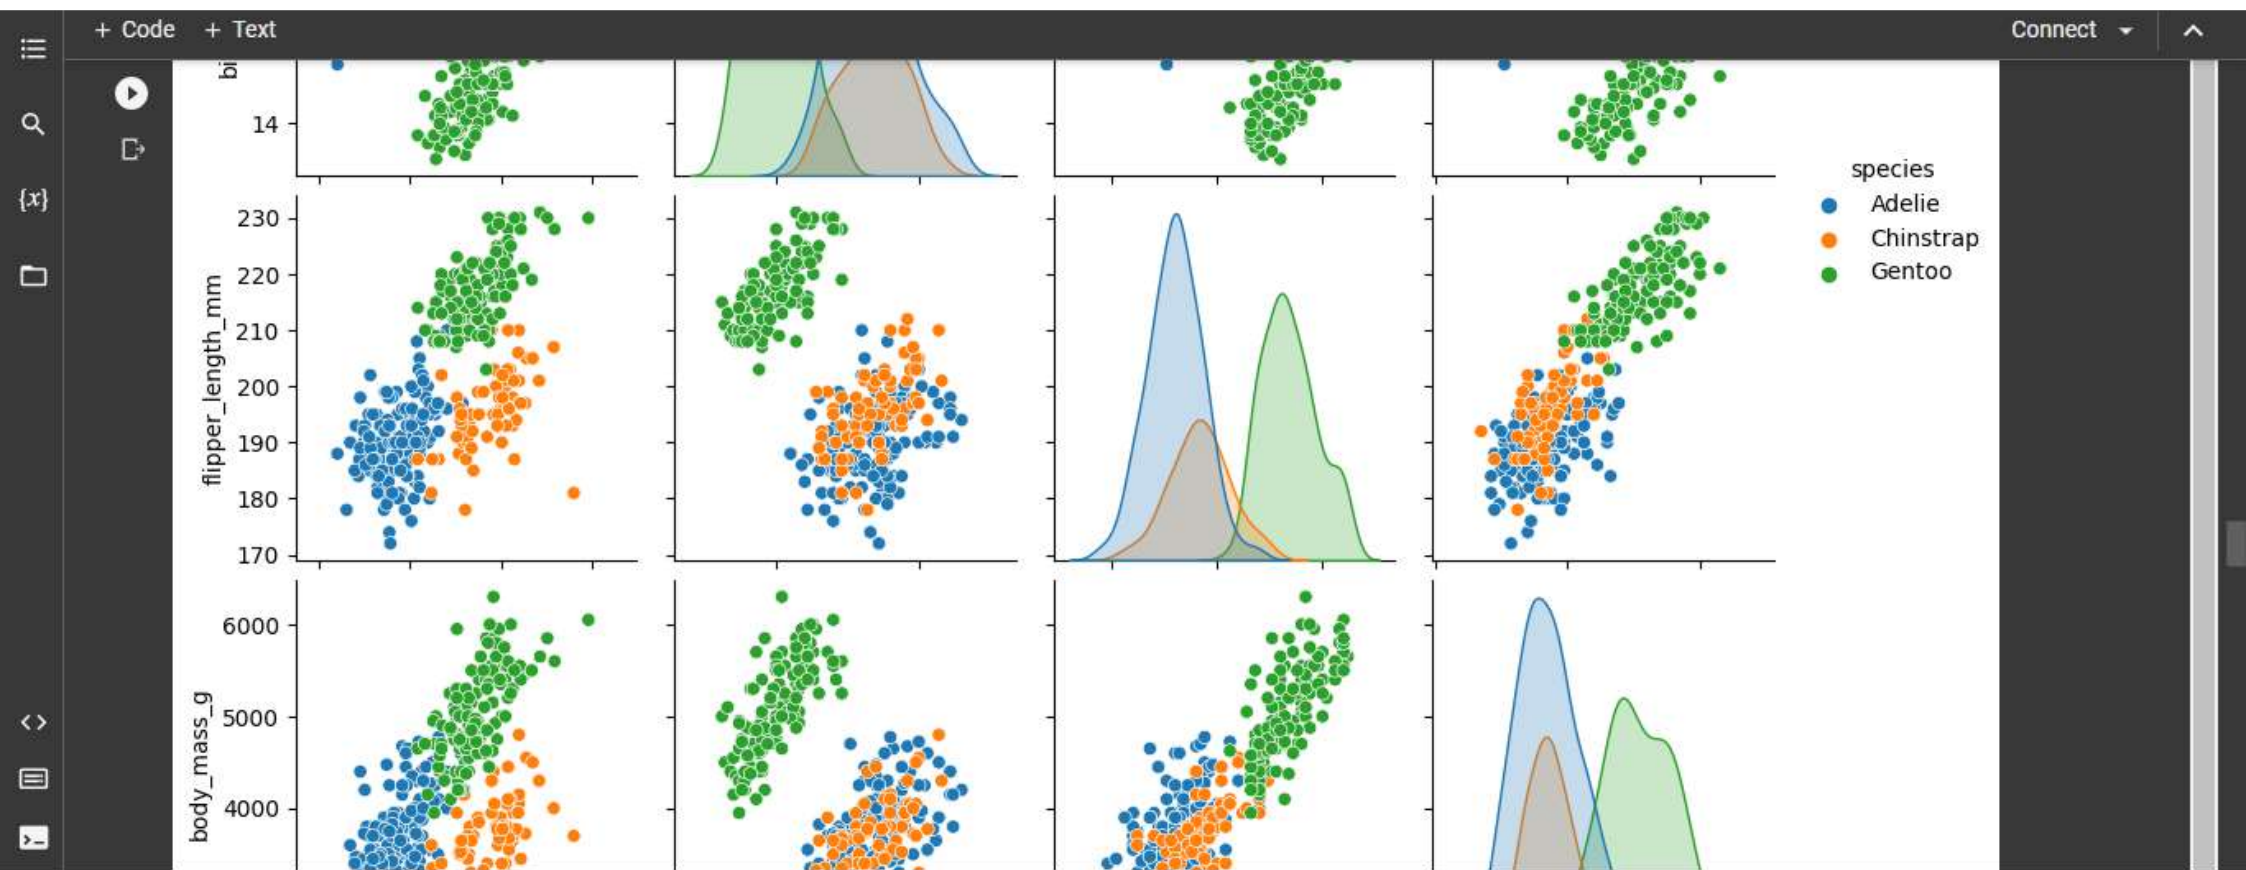 + Code + Text Connect
bi
14
species
Adelie
Chinstrap
Gentoo
{x}
flipper_length_mm
230
220
210
200
190
180
170
body_mass_g
6000
5000
4000